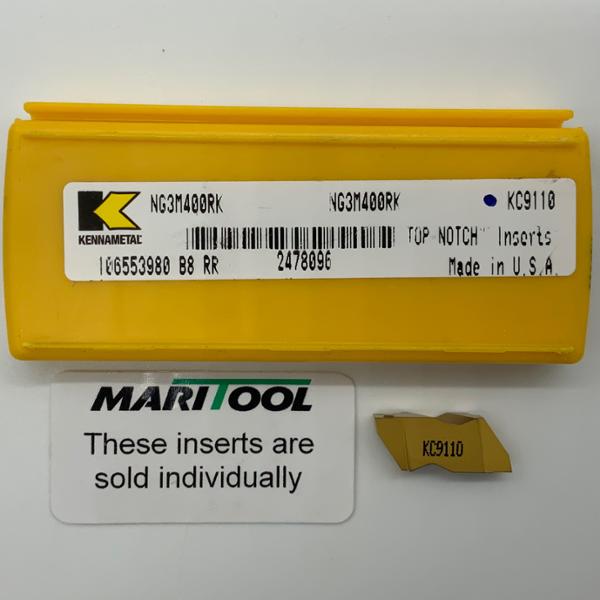 NG3M400RK NG3M400RK KC9110
KENNAMETAL TOP NOTCH™ Inserts
106553980 B8 RR 2478096 Made in U.S.A.
MARITOOL
These inserts are
sold individually
KC9110